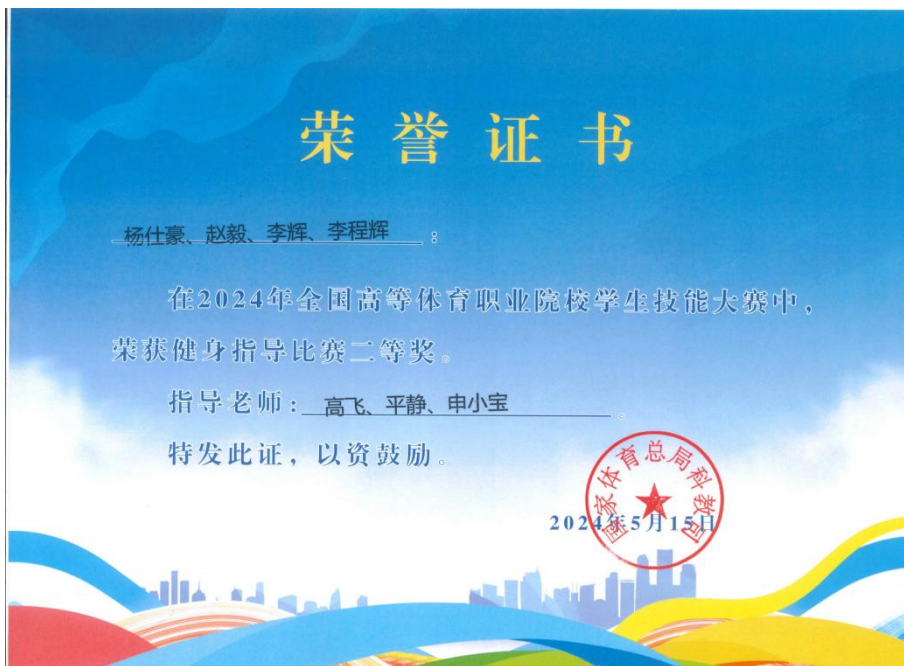 荣誉证书
杨仕豪、赵毅、李辉、李程辉：
在2024年全国高等体育职业院校学生技能大赛中，
荣获健身指导比赛二等奖。
指导老师：高飞、平静、申小宝。
特发此证，以资鼓励。
国家体育总局科教司
2024年5月15日